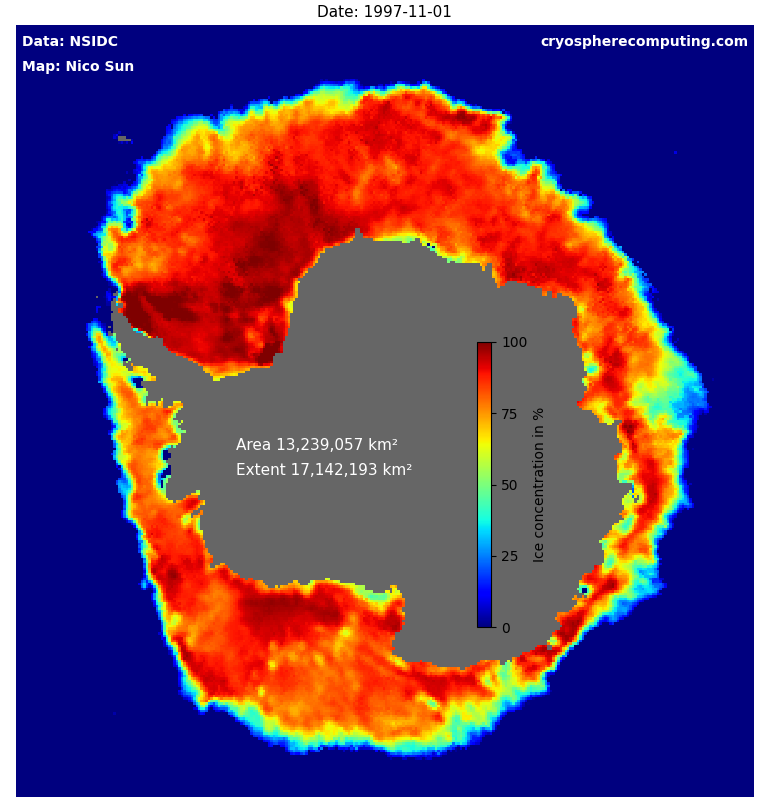 Date: 1997-11-01
Data: NSIDC
cryospherecomputing.com
Map: Nico Sun
100
75
50
25
0
Ice concentration in %
Area 13,239,057 km²
Extent 17,142,193 km²